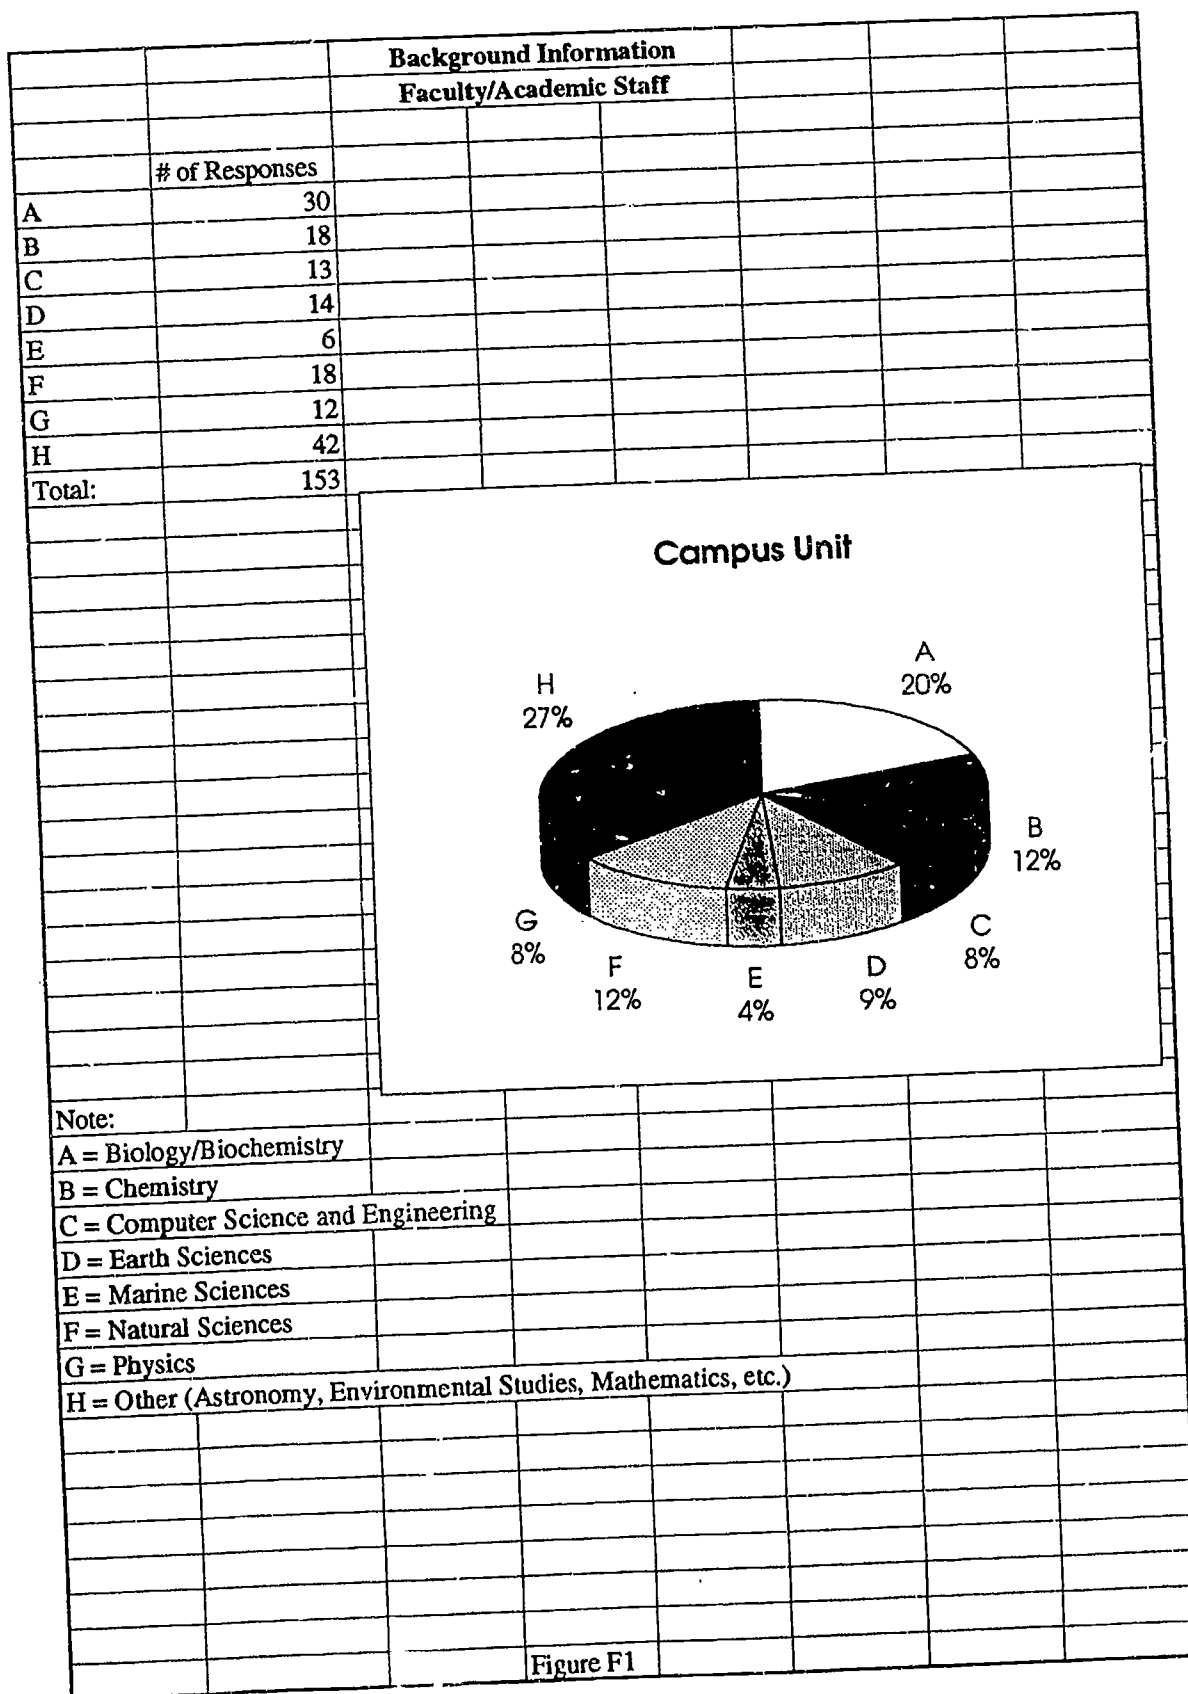 Background Information
Faculty/Academic Staff
# of Responses
A 30
B 18
C 13
D 14
E 6
F 18
G 12
H 42
Total: 153
Campus Unit
A
20%
H
27%
B
12%
C
8%
G
8%
F
12%
E
4%
D
9%
Note:
A = Biology/Biochemistry
B = Chemistry
C = Computer Science and Engineering
D = Earth Sciences
E = Marine Sciences
F = Natural Sciences
G = Physics
H = Other (Astronomy, Environmental Studies, Mathematics, etc.)
Figure F1